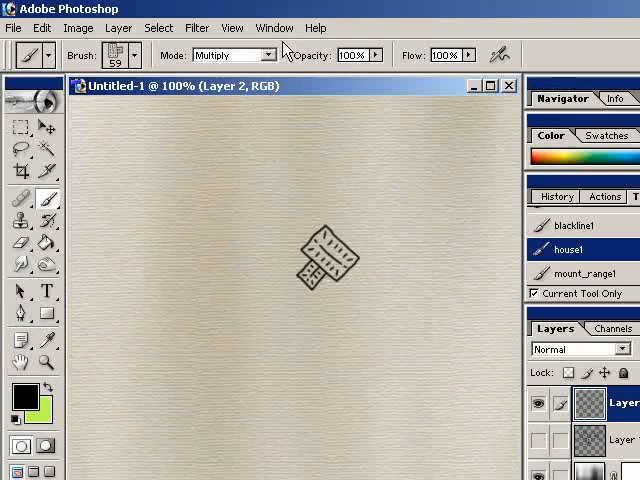 Adobe Photoshop
File Edit Image Layer Select Filter View Window Help
Brush: 59 Mode: Multiply Opacity: 100% Flow: 100%
Untitled-1 @ 100% (Layer 2, RGB)
Navigator Info
Color Swatches
History Actions T
blackline1
house1
mount_range1
Current Tool Only
Layers Channels
Normal
Lock:
Layer
Layer